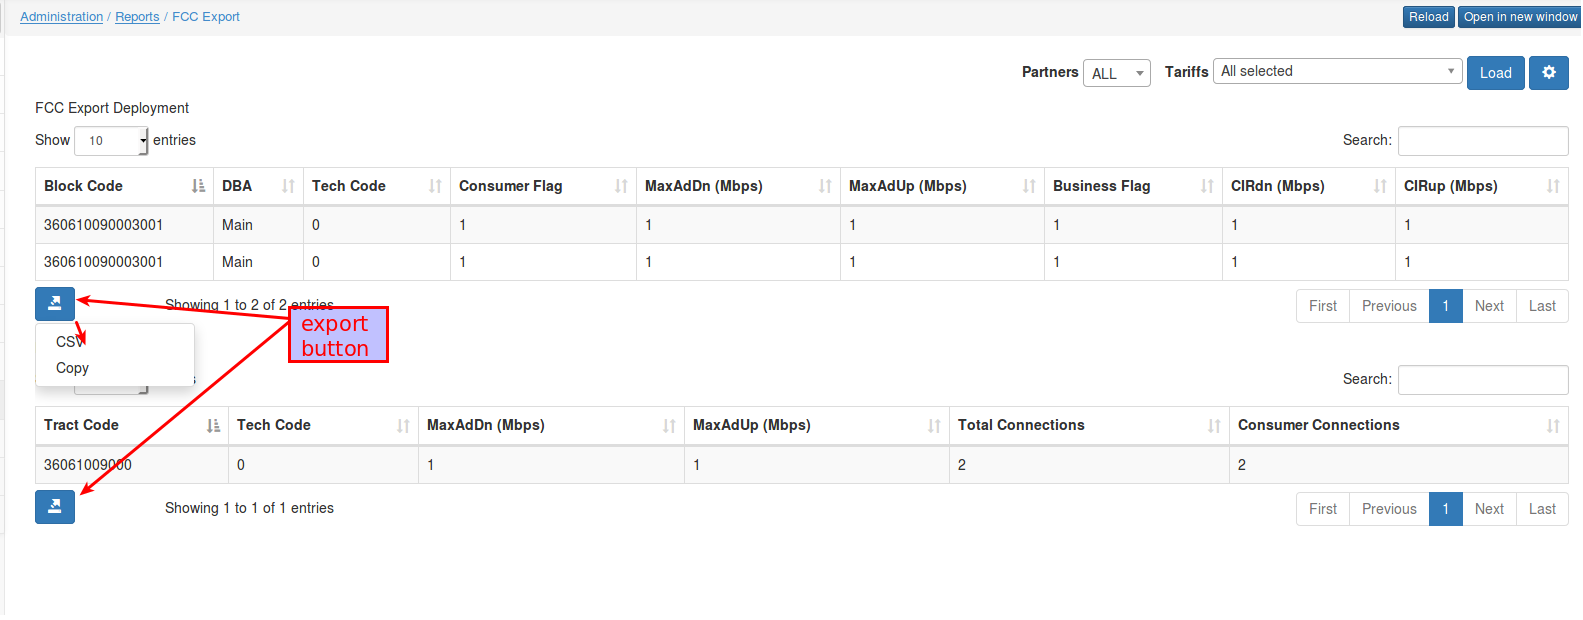 Administration / Reports / FCC Export
Reload
Open in new window
Partners ALL Tariffs All selected Load
FCC Export Deployment
Show 10 entries Search:
Block Code DBA Tech Code Consumer Flag MaxAdDn (Mbps) MaxAdUp (Mbps) Business Flag CIRdn (Mbps) CIRup (Mbps)
360610090003001 Main 0 1 1 1 1 1 1
360610090003001 Main 0 1 1 1 1 1 1
Showing 1 to 2 of 2 entries First Previous 1 Next Last
export
button
CSV
Copy
Search:
Tract Code Tech Code MaxAdDn (Mbps) MaxAdUp (Mbps) Total Connections Consumer Connections
36061009000 0 1 1 2 2
Showing 1 to 1 of 1 entries First Previous 1 Next Last